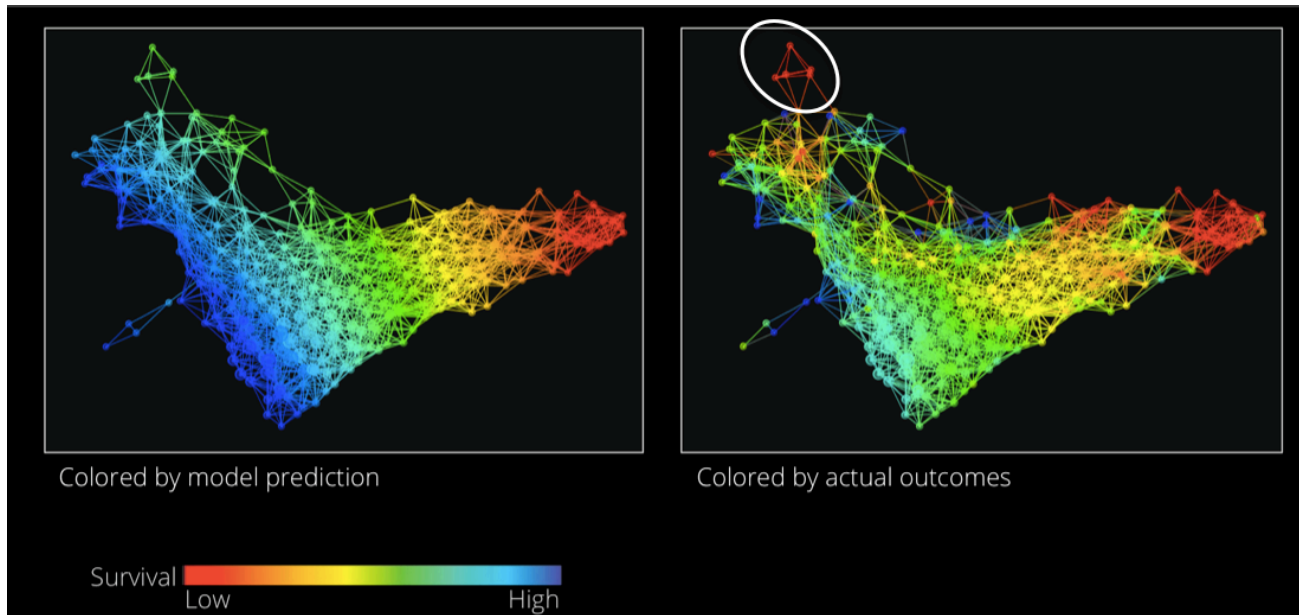 Colored by model prediction
Colored by actual outcomes
Survival
Low
High